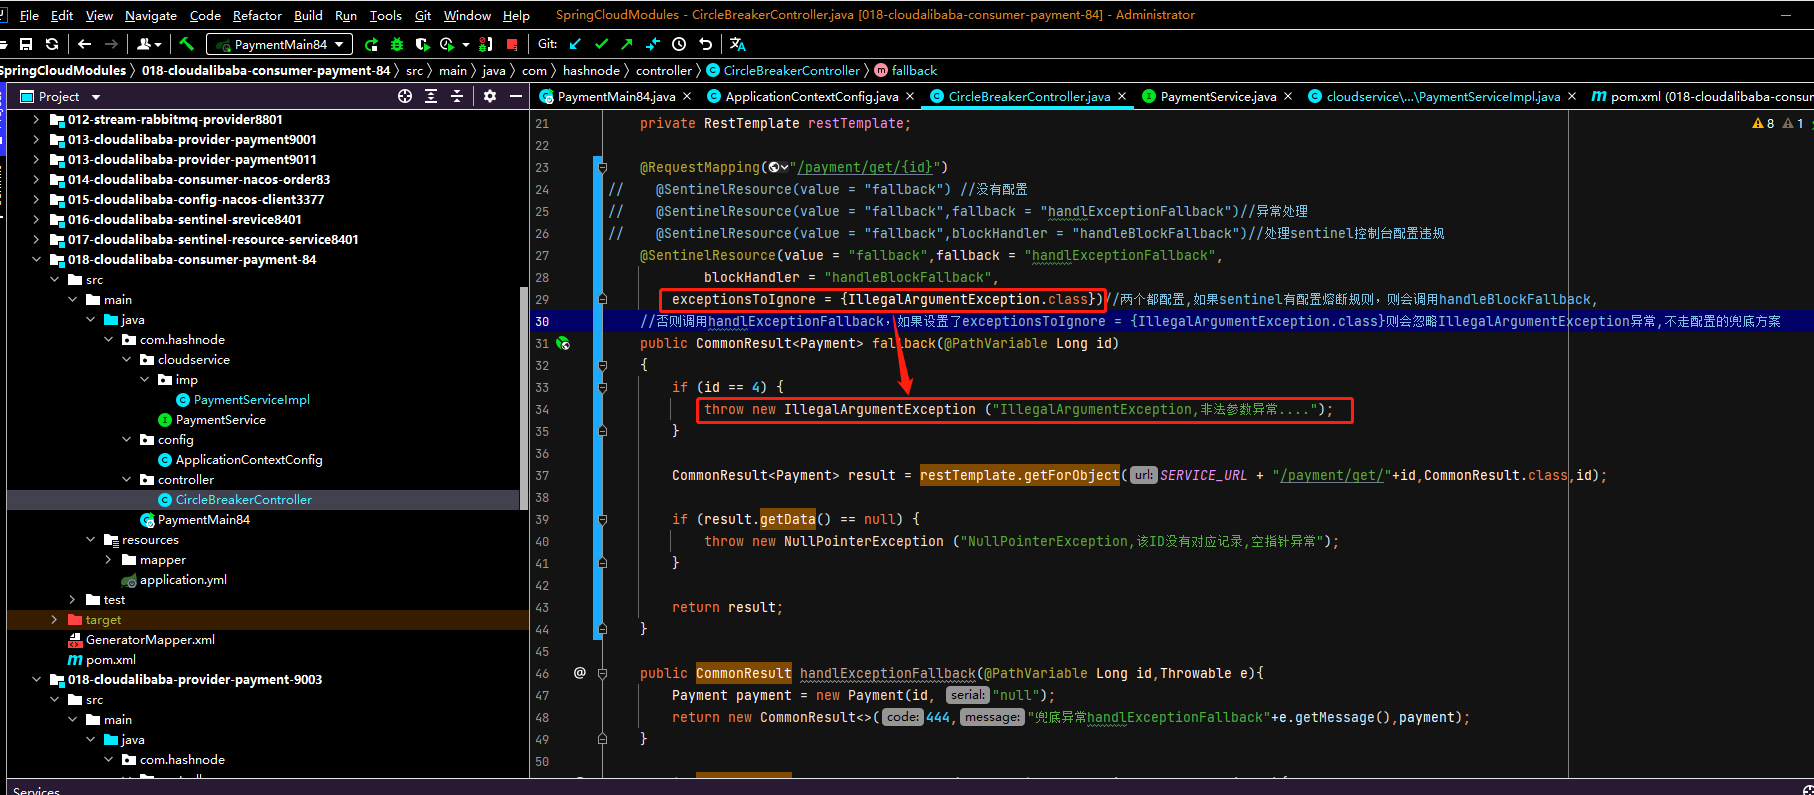 File Edit View Navigate Code Refactor Build Run Tools Git Window Help SpringCloudModules - CircleBreakerController.java [018-cloudalibaba-consumer-payment-84] - Administrator
PaymentMain84 Git:
SpringCloudModules 018-cloudalibaba-consumer-payment-84 src main java com hashnode controller CircleBreakerController fallback
Project
PaymentMain84.java ApplicationContextConfig.java CircleBreakerController.java PaymentService.java cloudservice\...\PaymentServiceImpl.java pom.xml (018-cloudalibaba-consum
012-stream-rabbitmq-provider8801
013-cloudalibaba-provider-payment9001
013-cloudalibaba-provider-payment9011
014-cloudalibaba-consumer-nacos-order83
015-cloudalibaba-config-nacos-client3377
016-cloudalibaba-sentinel-srevice8401
017-cloudalibaba-sentinel-resource-service8401
018-cloudalibaba-consumer-payment-84
src
main
java
com.hashnode
cloudservice
imp
PaymentServiceImpl
PaymentService
config
ApplicationContextConfig
controller
CircleBreakerController
PaymentMain84
resources
mapper
application.yml
test
target
GeneratorMapper.xml
pom.xml
018-cloudalibaba-provider-payment-9003
src
main
java
com.hashnode
8 1
21 private RestTemplate restTemplate;
22
23 @RequestMapping("/payment/get/{id}")
24 // @SentinelResource(value = "fallback") //没有配置
25 // @SentinelResource(value = "fallback",fallback = "handlExceptionFallback")//异常处理
26 // @SentinelResource(value = "fallback",blockHandler = "handleBlockFallback")//处理sentinel控制台配置违规
27 @SentinelResource(value = "fallback",fallback = "handlExceptionFallback",
28 blockHandler = "handleBlockFallback",
29 exceptionsToIgnore = {IllegalArgumentException.class})//两个都配置,如果sentinel有配置熔断规则，则会调用handleBlockFallback,
30 //否则调用handlExceptionFallback，如果设置了exceptionsToIgnore = {IllegalArgumentException.class}则会忽略IllegalArgumentException异常,不走配置的兜底方案
31 public CommonResult<Payment> fallback(@PathVariable Long id)
32 {
33 if (id == 4) {
34 throw new IllegalArgumentException ("IllegalArgumentException,非法参数异常....");
35 }
36
37 CommonResult<Payment> result = restTemplate.getForObject( url: SERVICE_URL + "/payment/get/"+id,CommonResult.class,id);
38
39 if (result.getData() == null) {
40 throw new NullPointerException ("NullPointerException,该ID没有对应记录,空指针异常");
41 }
42
43 return result;
44 }
45
46 @ public CommonResult handlExceptionFallback(@PathVariable Long id,Throwable e){
47 Payment payment = new Payment(id, serial: "null");
48 return new CommonResult<>( code: 444, message: "兜底异常handlExceptionFallback"+e.getMessage(),payment);
49 }
50
Services